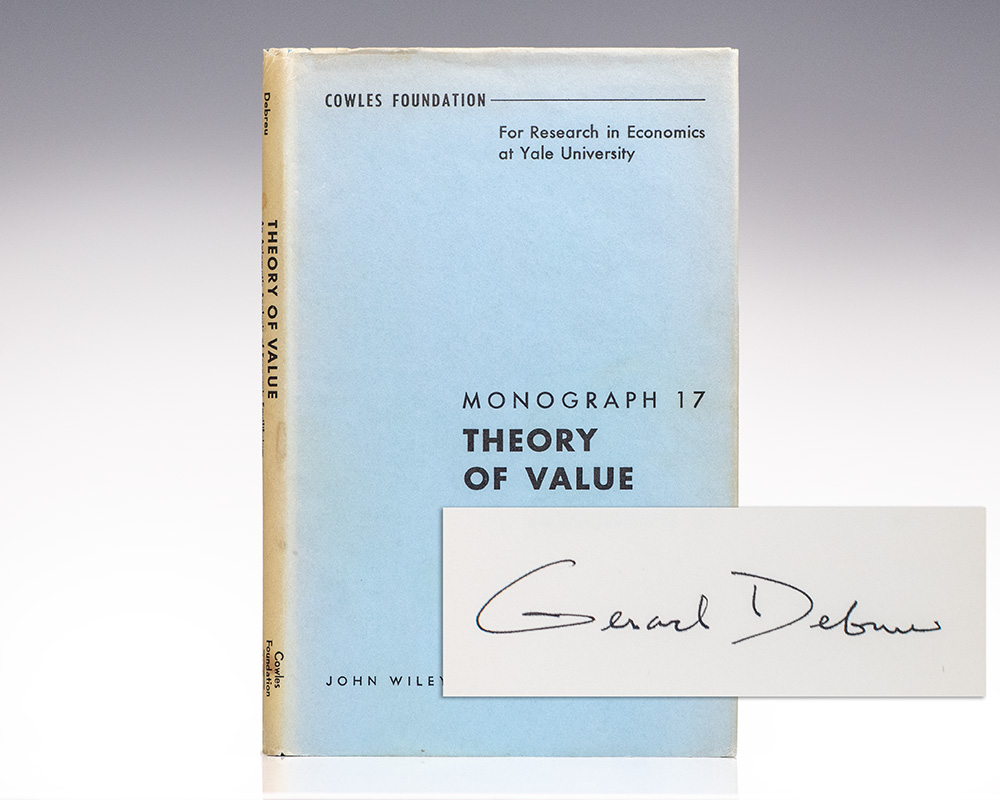 Debreu
THEORY OF VALUE
Cowles
Foundation
COWLES FOUNDATION
For Research in Economics
at Yale University
MONOGRAPH 17
THEORY
OF VALUE
JOHN WILEY
Gerard Debreu